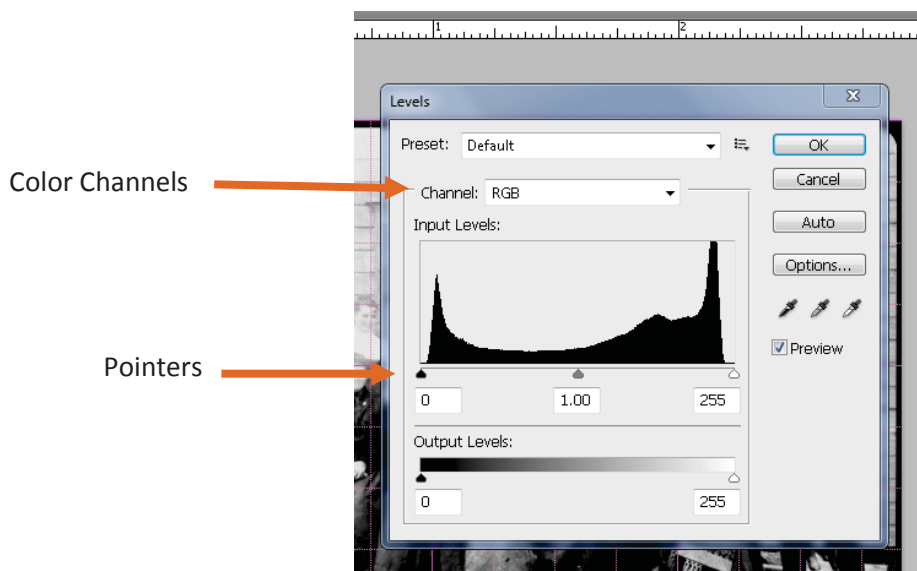 1 2
Levels
Preset: Default
OK
Color Channels
Channel: RGB
Cancel
Input Levels:
Auto
Options...
Pointers
Preview
0 1.00 255
Output Levels:
0 255